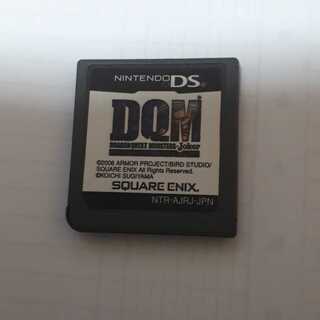 NINTENDO DS
DQM
DRAGON QUEST MONSTERS Joker
©2006 ARMOR PROJECT/BIRD STUDIO/
SQUARE ENIX All Rights Reserved.
©KOICHI SUGIYAMA
SQUARE ENIX.
NTR-AJRJ-JPN